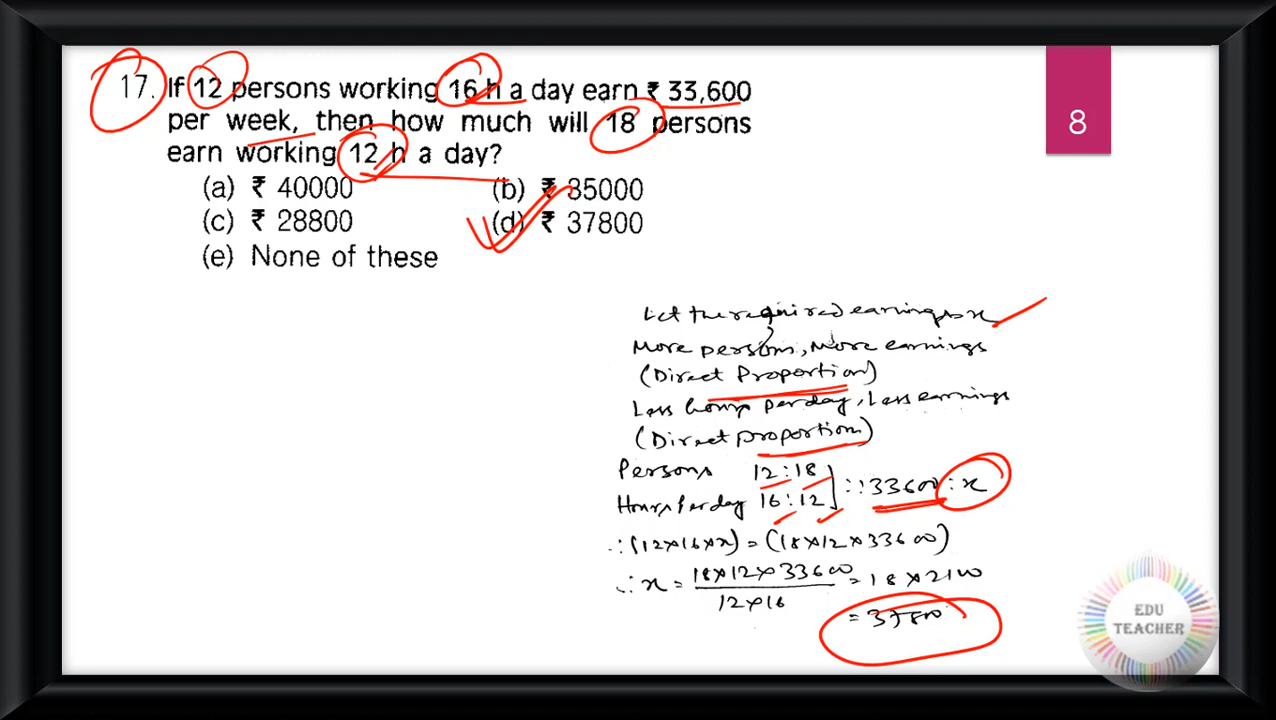 17. If 12 persons working 16 h a day earn ₹ 33,600
8
per week, then how much will 18 persons
earn working 12 h a day?
(a) ₹ 40000 (b) ₹ 35000
(c) ₹ 28800 (d) ₹ 37800
(e) None of these
Let the required earnings x
More persons, More earnings
(Direct Proportion)
Less hours per day, Less earnings
(Direct proportion)
Persons 12:18
Hours Per day 16:12 ] :: 33600 : x
∴ (12×16×x) = (18×12×33600)
∴ x = 18×12×33600 / 12×16 = 18×2100
= 37800
EDU
TEACHER